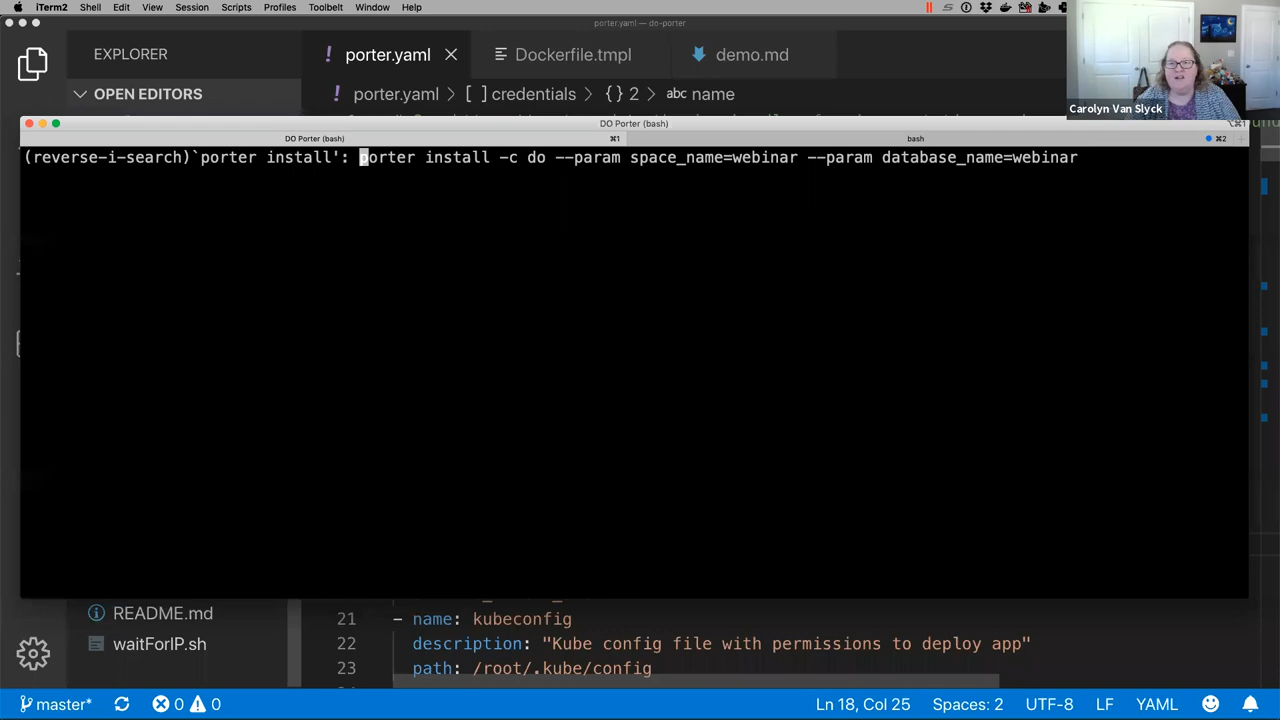 iTerm2 Shell Edit View Session Scripts Profiles Toolbelt Window Help
porter.yaml — do-porter
EXPLORER
! porter.yaml
Dockerfile.tmpl
demo.md
OPEN EDITORS
! porter.yaml > [ ] credentials > {} 2 > abc name
Carolyn Van Slyck
DO Porter (bash)
⌥⌘1
DO Porter (bash) ⌘1
bash ⌘2
(reverse-i-search)`porter install': porter install -c do --param space_name=webinar --param database_name=webinar
README.md
waitForIP.sh
21 - name: kubeconfig
22 description: "Kube config file with permissions to deploy app"
23 path: /root/.kube/config
master* 0 0 Ln 18, Col 25 Spaces: 2 UTF-8 LF YAML